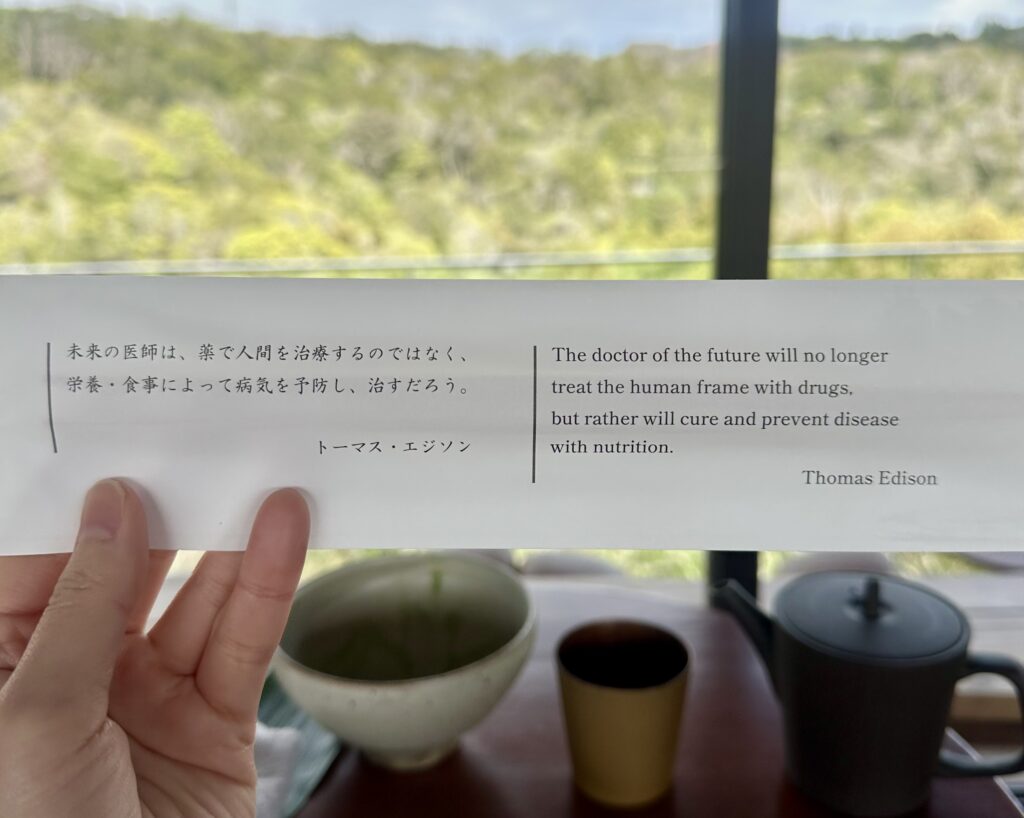 未来の医師は、薬で人間を治療するのではなく、
栄養・食事によって病気を予防し、治すだろう。
トーマス・エジソン
The doctor of the future will no longer
treat the human frame with drugs,
but rather will cure and prevent disease
with nutrition.
Thomas Edison